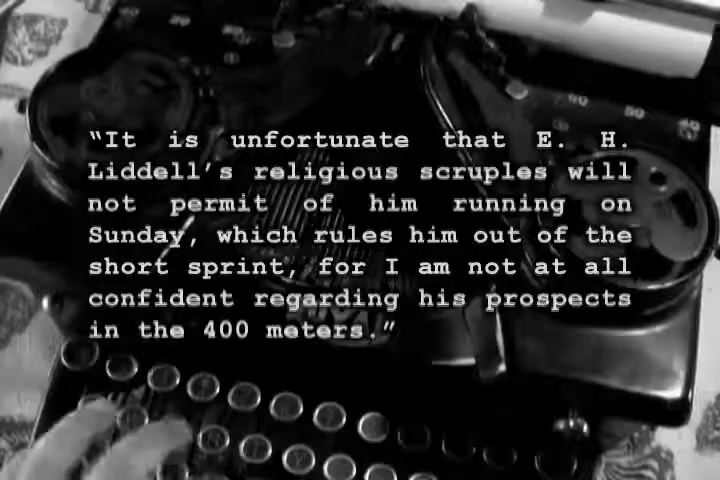 “It is unfortunate that E. H.
Liddell’s religious scruples will
not permit of him running on
Sunday, which rules him out of the
short sprint, for I am not at all
confident regarding his prospects
in the 400 meters.”